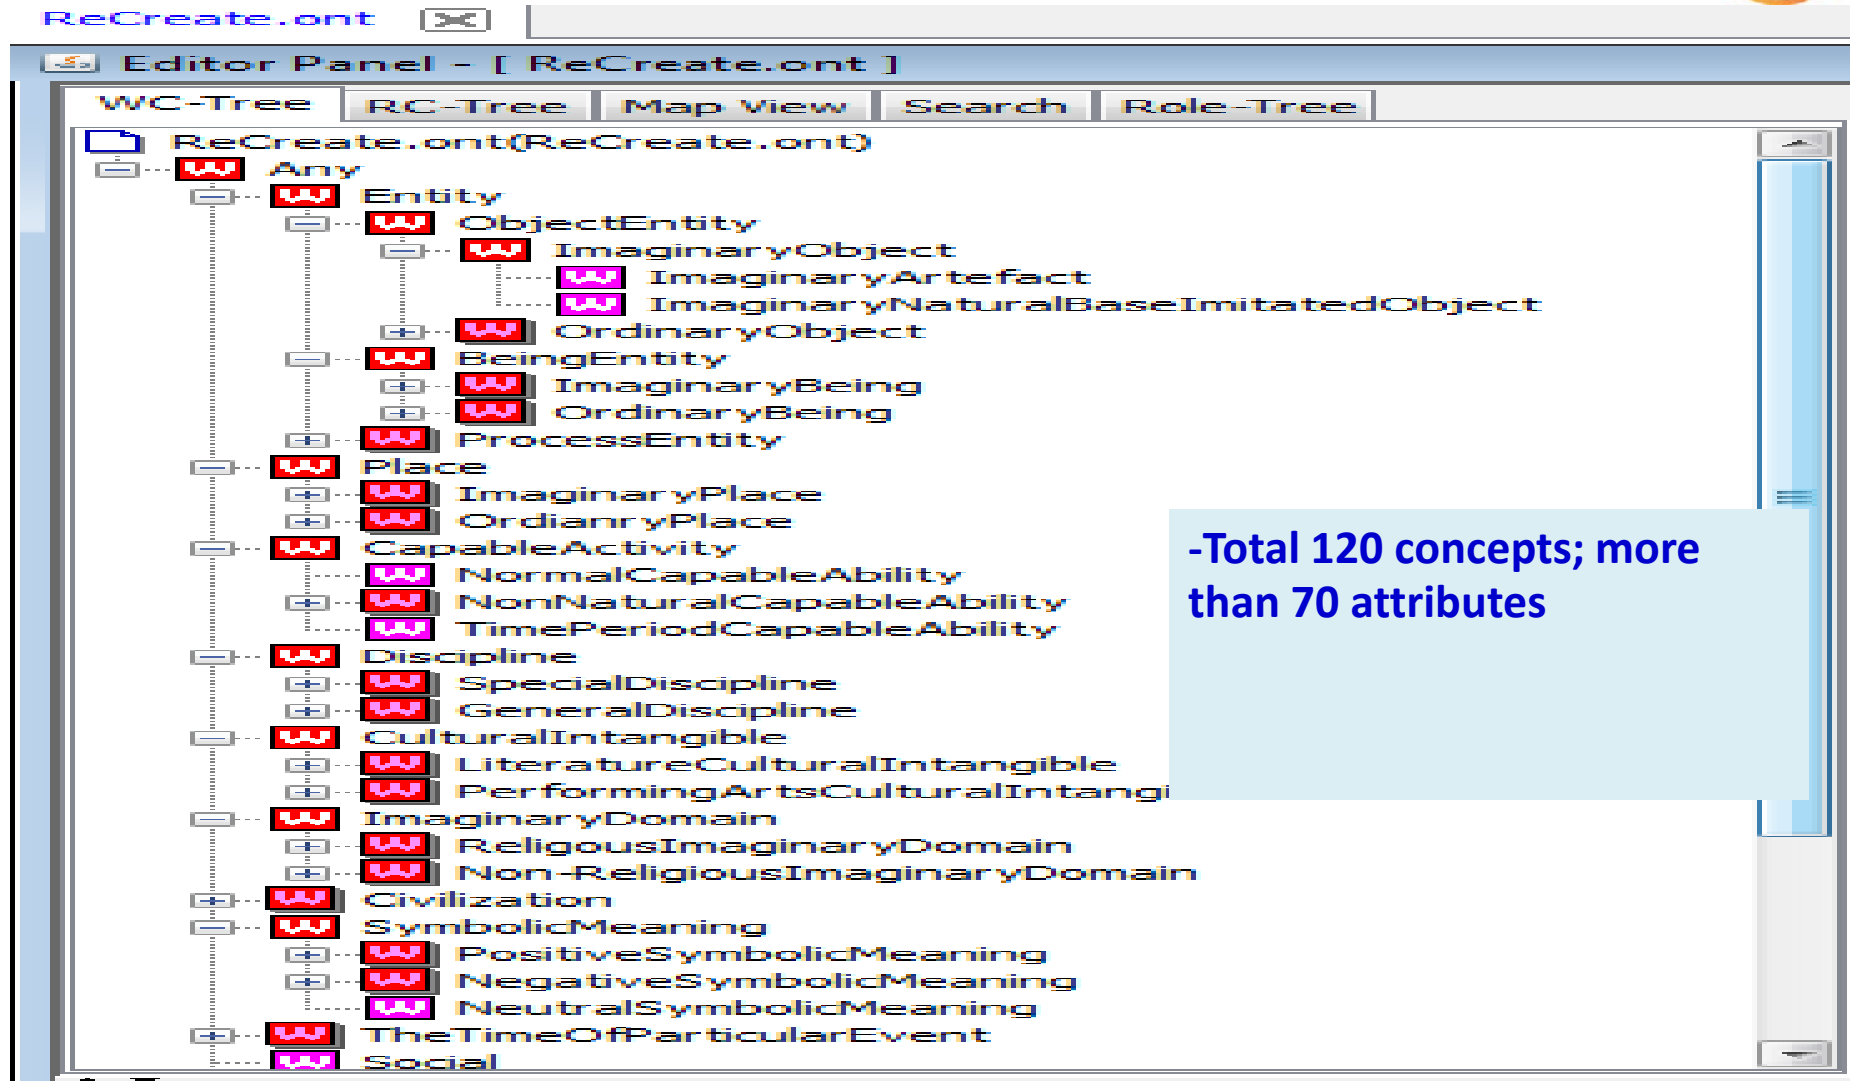 ReCreate.ont
Editor Panel - [ ReCreate.ont ]
WC-Tree RC-Tree Map View Search Role-Tree
ReCreate.ont(ReCreate.ont)
Any
Entity
ObjectEntity
ImaginaryObject
ImaginaryArtefact
ImaginaryNaturalBaseImitatedObject
OrdinaryObject
BeingEntity
ImaginaryBeing
OrdinaryBeing
ProcessEntity
Place
ImaginaryPlace
OrdianryPlace
CapableActivity
NormalCapableAbility
NonNaturalCapableAbility
TimePeriodCapableAbility
Discipline
SpecialDiscipline
GeneralDiscipline
CulturalIntangible
LiteratureCulturalIntangible
PerformingArtsCulturalIntangi
ImaginaryDomain
ReligousImaginaryDomain
Non-ReligiousImaginaryDomain
Civilization
SymbolicMeaning
PositiveSymbolicMeaning
NegativeSymbolicMeaning
NeutralSymbolicMeaning
TheTimeOfParticularEvent
Social
-Total 120 concepts; more
than 70 attributes